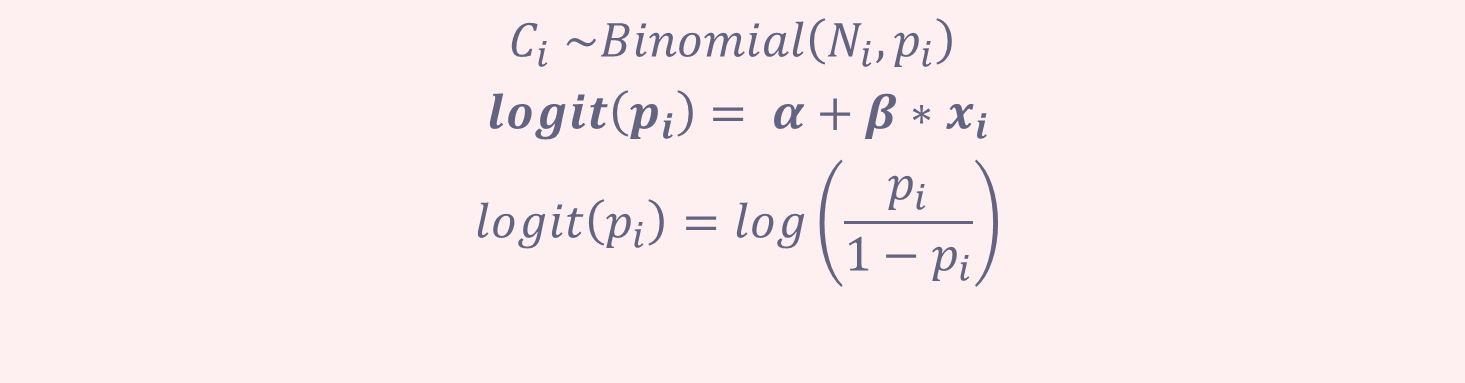 C_i ~Binomial(N_i, p_i)
logit(p_i) = α + β * x_i
logit(p_i) = log(p_i / (1 − p_i))